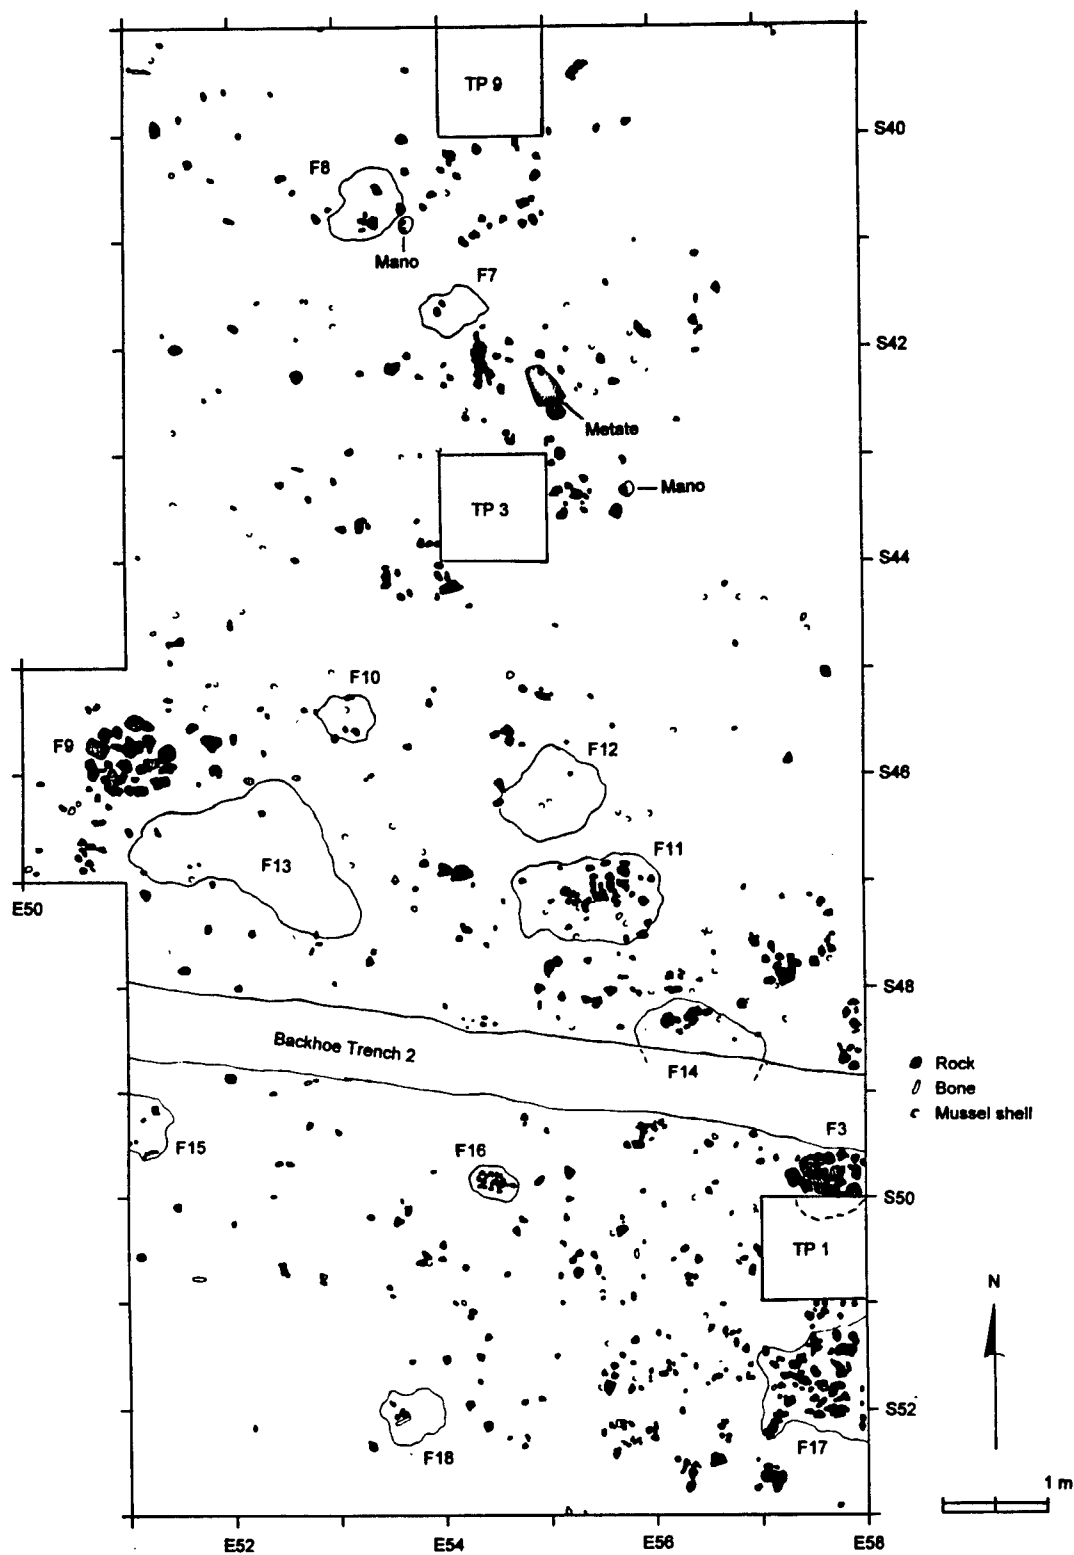 TP 9
S40
F8
Mano
F7
S42
Metate
Mano
TP 3
S44
F10
F9
F12
S46
F11
F13
E50
S48
Backhoe Trench 2
F14
Rock
Bone
Mussel shell
F3
F15
F16
S50
TP 1
N
S52
F17
F18
1 m
E52
E54
E56
E58